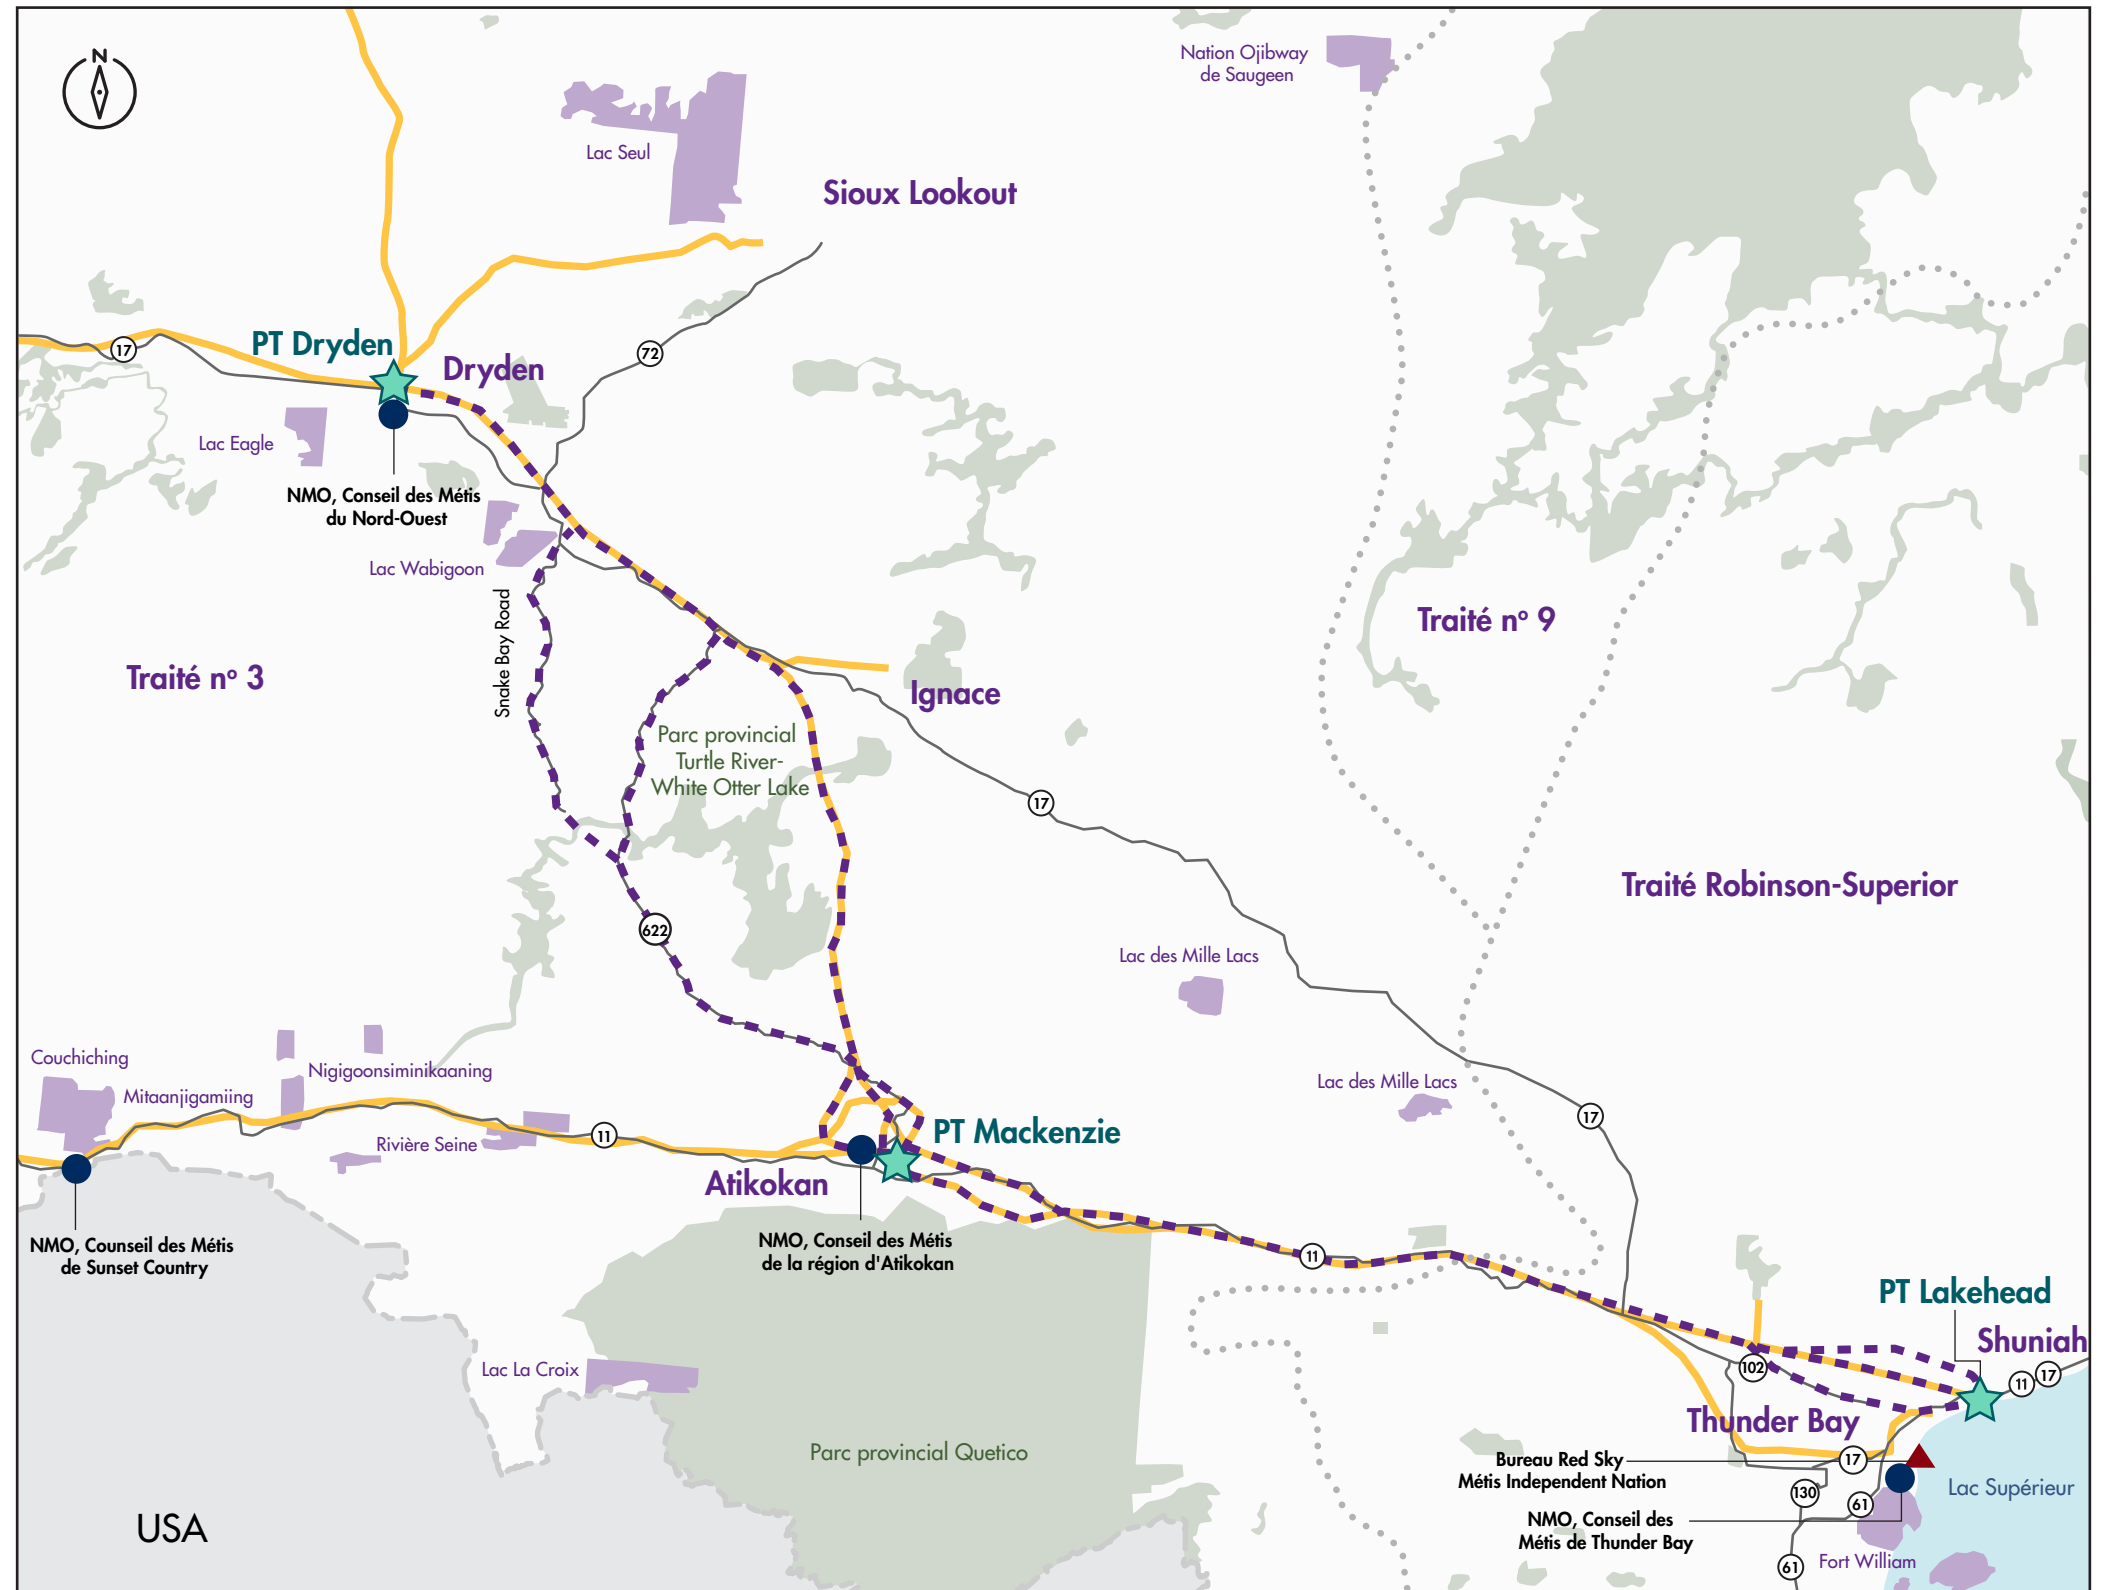 N
Nation Ojibway
de Saugeen
Lac Seul
Sioux Lookout
PT Dryden
17
72
Dryden
Lac Eagle
NMO, Conseil des Métis
du Nord-Ouest
Lac Wabigoon
Snake Bay Road
Traité nº 9
Traité nº 3
Ignace
Parc provincial
Turtle River-
White Otter Lake
17
Traité Robinson-Superior
622
Lac des Mille Lacs
Couchiching
Nigigoonsiminikaaning
Lac des Mille Lacs
Mitaanjigamiing
17
PT Mackenzie
11
Rivière Seine
Atikokan
NMO, Counseil des Métis
de Sunset Country
NMO, Conseil des Métis
de la région d'Atikokan
11
PT Lakehead
Shuniah
Lac La Croix
102
11
17
Thunder Bay
Parc provincial Quetico
Bureau Red Sky
Métis Independent Nation
17
Lac Supérieur
130
61
NMO, Conseil des
Métis de Thunder Bay
USA
Fort William
61